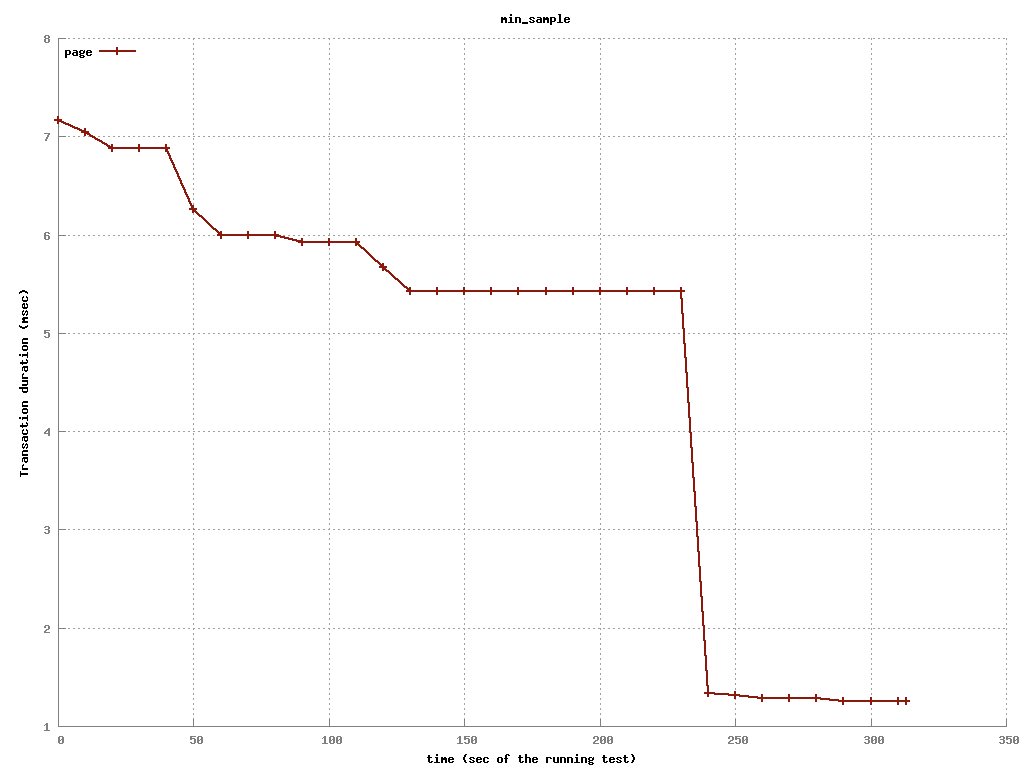 min_sample
page
8
7
6
5
4
3
2
1
Transaction duration (msec)
0 50 100 150 200 250 300 350
time (sec of the running test)